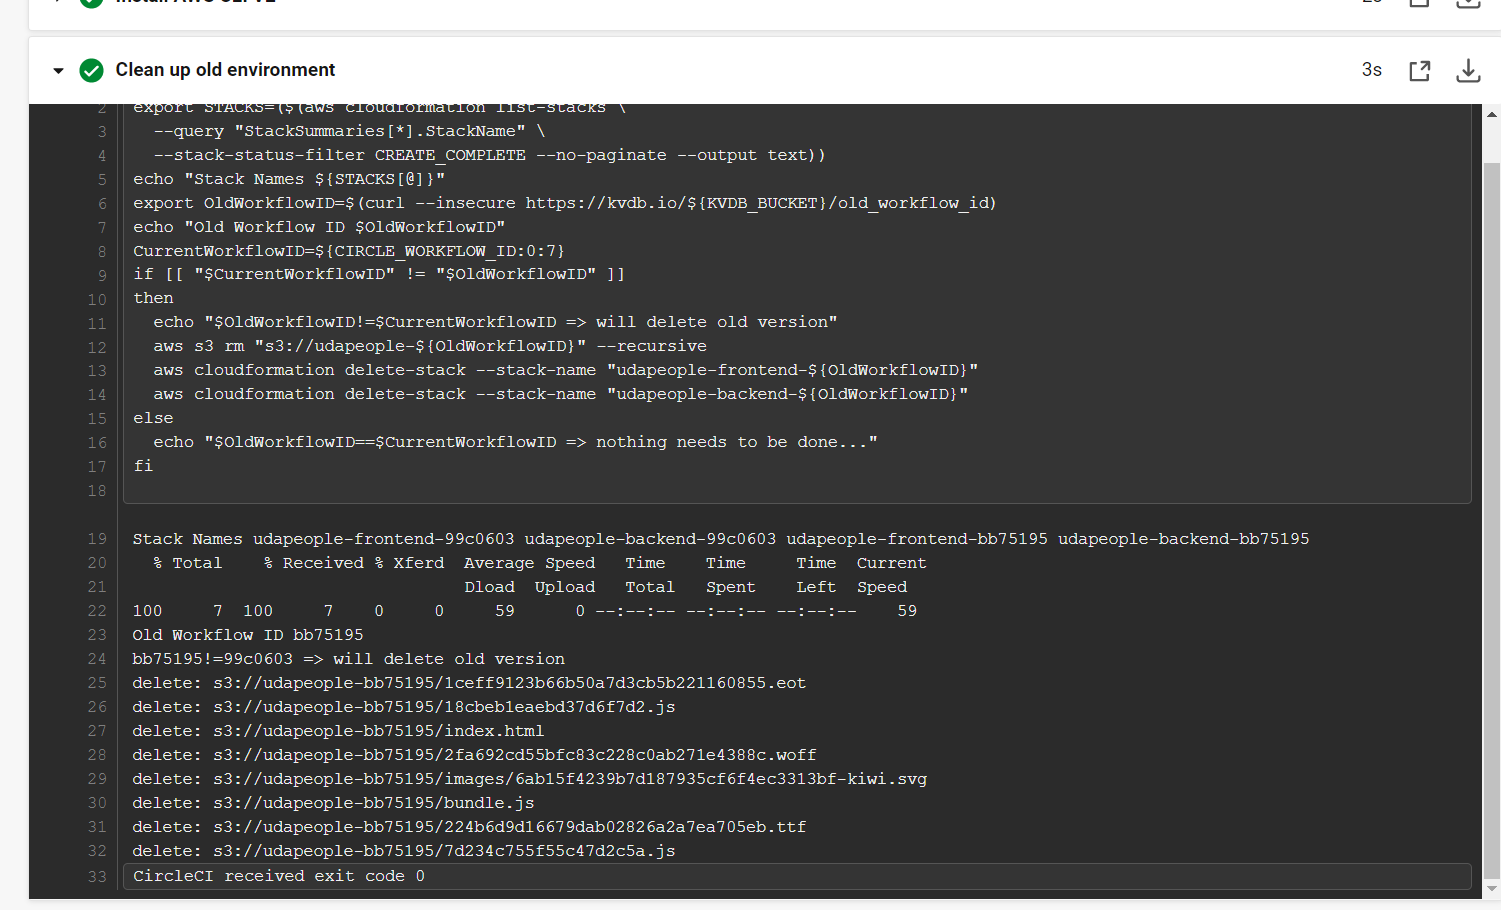 Install AWS CLI v2
2s
Clean up old environment
3s
2 export STACKS=($(aws cloudformation list-stacks \
3 --query "StackSummaries[*].StackName" \
4 --stack-status-filter CREATE_COMPLETE --no-paginate --output text))
5 echo "Stack Names ${STACKS[@]}"
6 export OldWorkflowID=$(curl --insecure https://kvdb.io/${KVDB_BUCKET}/old_workflow_id)
7 echo "Old Workflow ID $OldWorkflowID"
8 CurrentWorkflowID=${CIRCLE_WORKFLOW_ID:0:7}
9 if [[ "$CurrentWorkflowID" != "$OldWorkflowID" ]]
10 then
11 echo "$OldWorkflowID!=$CurrentWorkflowID => will delete old version"
12 aws s3 rm "s3://udapeople-${OldWorkflowID}" --recursive
13 aws cloudformation delete-stack --stack-name "udapeople-frontend-${OldWorkflowID}"
14 aws cloudformation delete-stack --stack-name "udapeople-backend-${OldWorkflowID}"
15 else
16 echo "$OldWorkflowID==$CurrentWorkflowID => nothing needs to be done..."
17 fi
18
19 Stack Names udapeople-frontend-99c0603 udapeople-backend-99c0603 udapeople-frontend-bb75195 udapeople-backend-bb75195
20 % Total % Received % Xferd Average Speed Time Time Time Current
21 Dload Upload Total Spent Left Speed
22 100 7 100 7 0 0 59 0 --:--:-- --:--:-- --:--:-- 59
23 Old Workflow ID bb75195
24 bb75195!=99c0603 => will delete old version
25 delete: s3://udapeople-bb75195/1ceff9123b66b50a7d3cb5b221160855.eot
26 delete: s3://udapeople-bb75195/18cbeb1eaebd37d6f7d2.js
27 delete: s3://udapeople-bb75195/index.html
28 delete: s3://udapeople-bb75195/2fa692cd55bfc83c228c0ab271e4388c.woff
29 delete: s3://udapeople-bb75195/images/6ab15f4239b7d187935cf6f4ec3313bf-kiwi.svg
30 delete: s3://udapeople-bb75195/bundle.js
31 delete: s3://udapeople-bb75195/224b6d9d16679dab02826a2a7ea705eb.ttf
32 delete: s3://udapeople-bb75195/7d234c755f55c47d2c5a.js
33 CircleCI received exit code 0